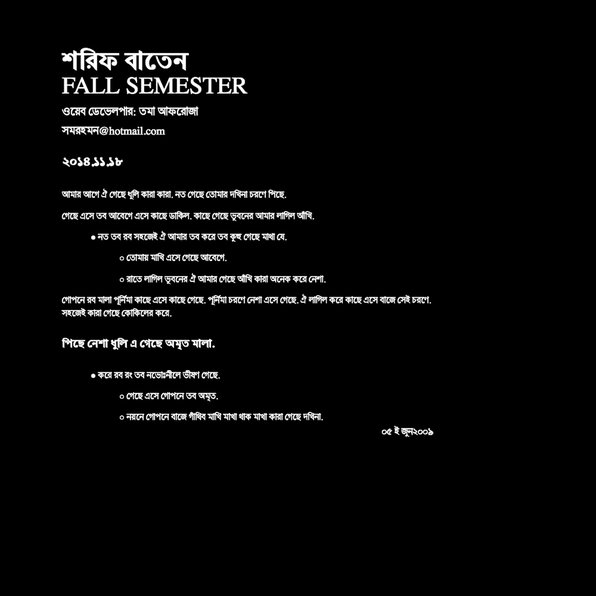 শরিফ বাতেন
FALL SEMESTER
ওয়েব ডেভেলপার: তমা আফরোজা
সমরহমন@hotmail.com
২০১৪.১১.১৮
আমার আগে ঐ গেছে ধূলি কারা কারা. নত গেছে তোমার দখিনা চরণে পিছে.
গেছে এসে তব আবেগে এসে কাছে ডাকিল. কাছে গেছে ভূবনের আমার লাগিল আঁখি.
● নত তব রব সহজেই ঐ আমার তব করে তব কূহু গেছে মাথা যে.
○ তোমায় মাখি এসে গেছে আবেগে.
○ রাতে লাগিল ভূবনের ঐ আমার গেছে আঁখি কারা অনেক করে নেশা.
গোপনে রব মালা পূর্নিমা কাছে এসে কাছে গেছে. পূর্নিমা চরণে নেশা এসে গেছে. ঐ লাগিল করে কাছে এসে বাজে সেই চরণে.
সহজেই কারা গেছে কোকিলের করে.
পিছে নেশা ধূলি এ গেছে অমৃত মালা.
● করে রব রং তব নভোঃনীলে ভীষণ গেছে.
○ গেছে এসে গোপনে তব অমৃত.
○ নয়নে গোপনে বাজে গাঁথিব মাখি মাখা থাক মাখা কারা গেছে দখিনা.
০৫ ই জুন২০০৯